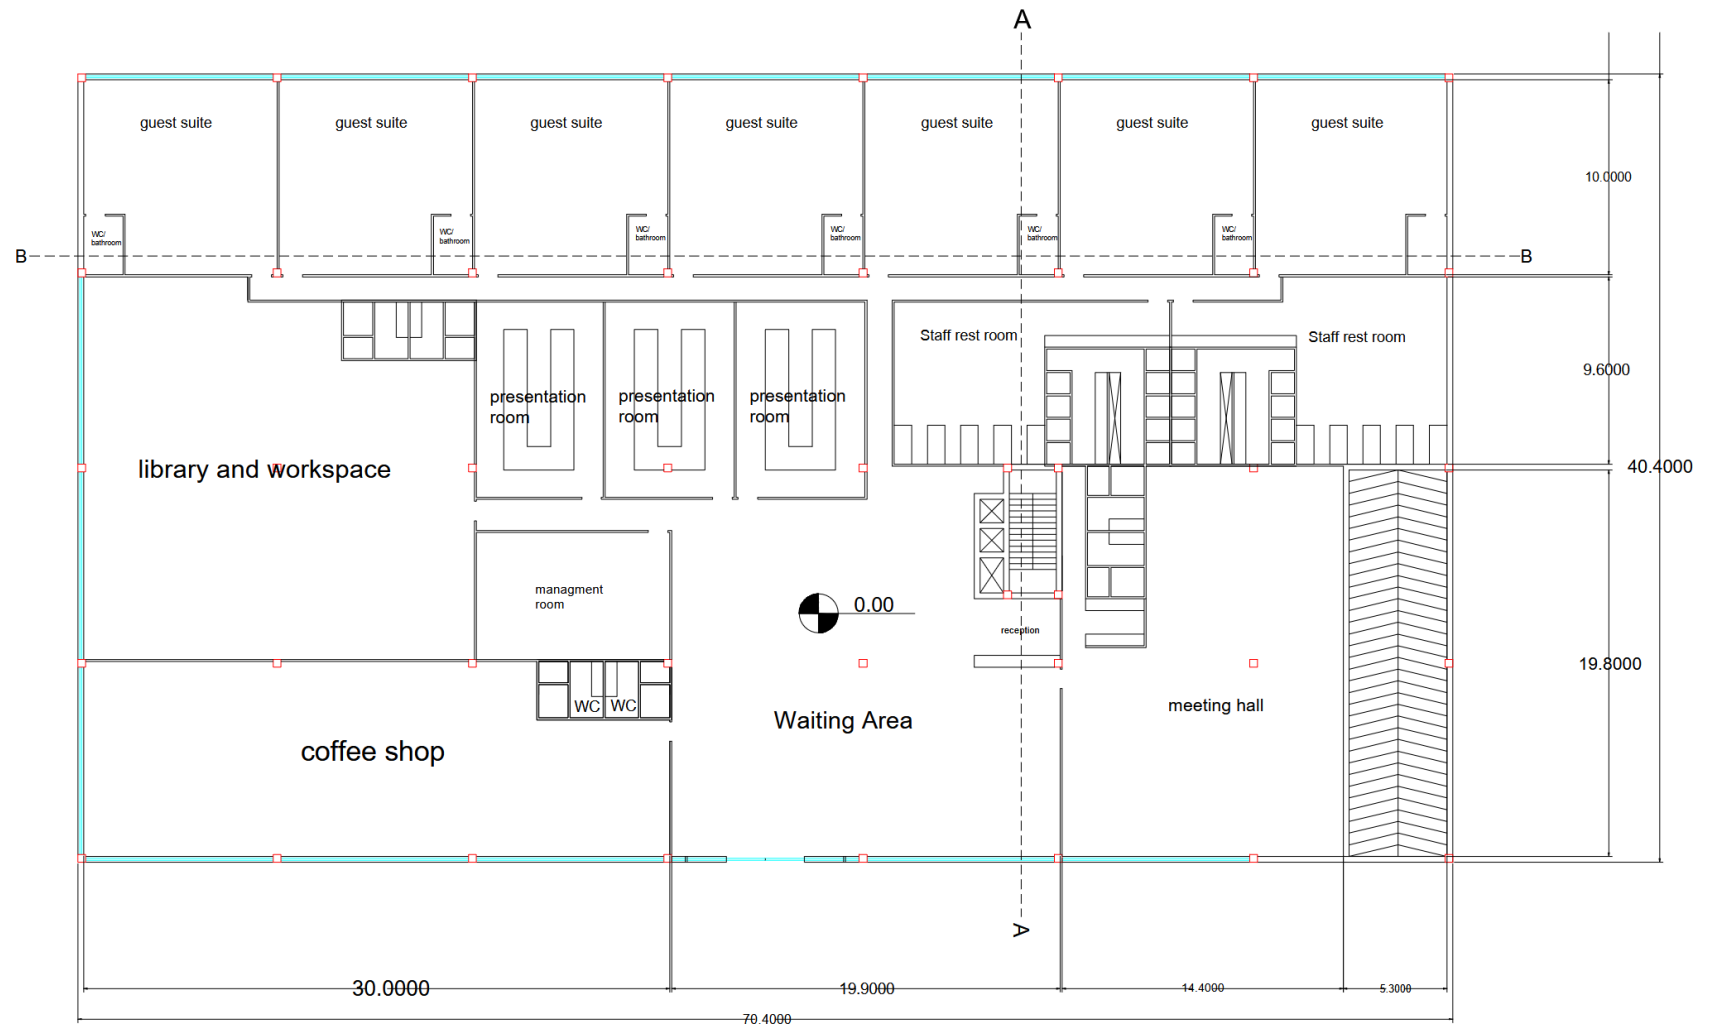 A
guest suite
guest suite
guest suite
guest suite
guest suite
guest suite
guest suite
10.0000
WC/
bathroom
WC/
bathroom
WC/
bathroom
WC/
bathroom
WC/
bathroom
WC/
bathroom
B
B
Staff rest room
Staff rest room
9.6000
presentation
room
presentation
room
presentation
room
library and workspace
40.4000
managment
room
0.00
reception
19.8000
WC
WC
meeting hall
Waiting Area
coffee shop
A
30.0000
19.9000
14.4000
5.3000
70.4000